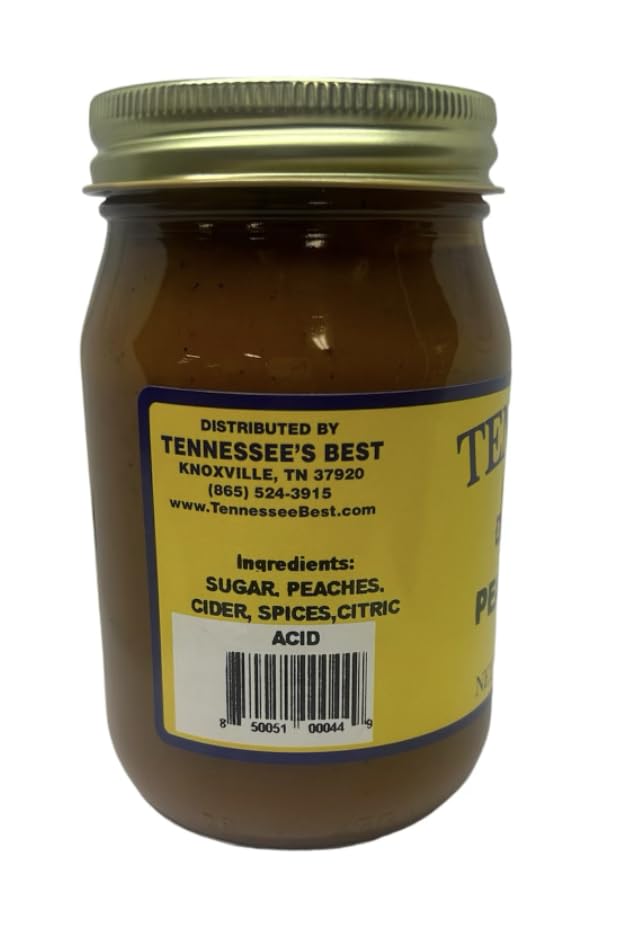 DISTRIBUTED BY
TENNESSEE'S BEST
KNOXVILLE, TN 37920
(865) 524-3915
www.TennesseeBest.com
Ingredients:
SUGAR. PEACHES.
CIDER, SPICES,CITRIC
ACID
8 50051 00044 9